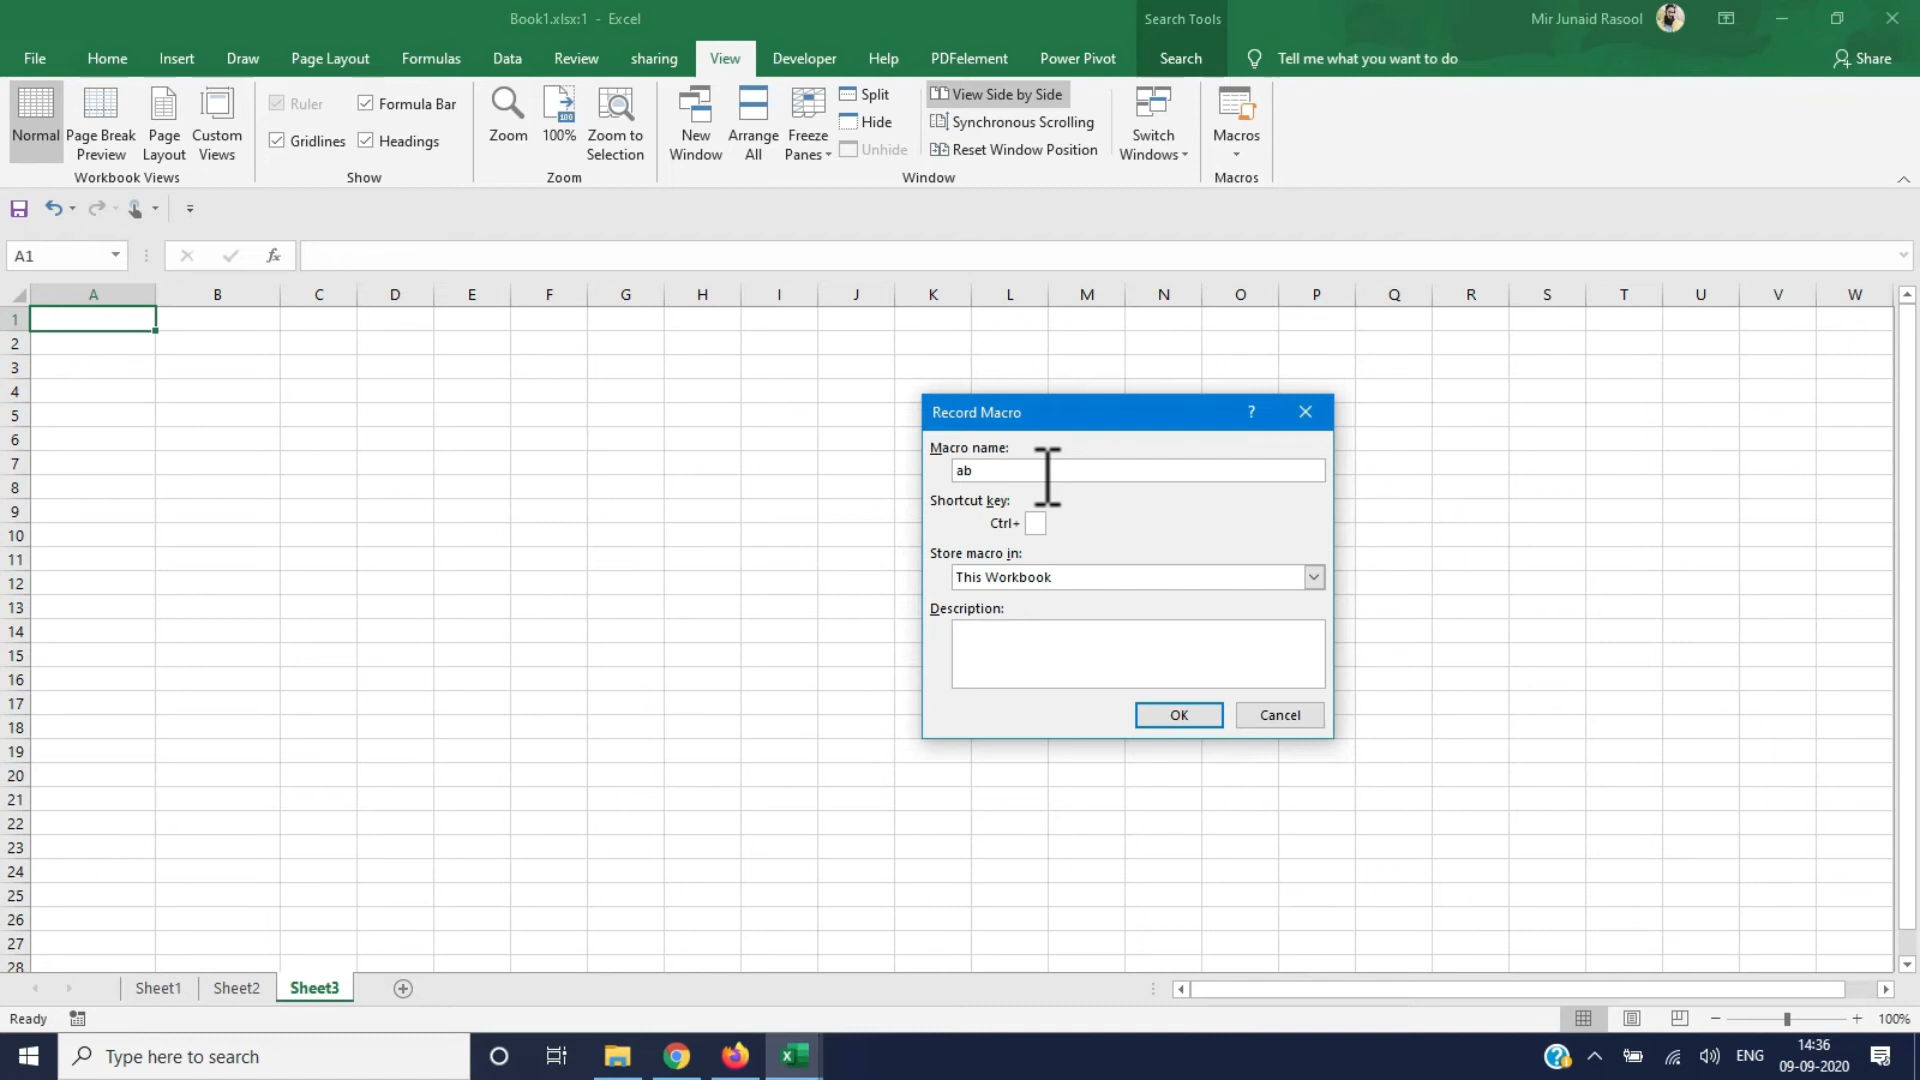 Book1.xlsx:1 - Excel
Search Tools
Mir Junaid Rasool
File Home Insert Draw Page Layout Formulas Data Review sharing View Developer Help PDFelement Power Pivot Search Tell me what you want to do Share
Normal
Page Break Preview
Page Layout
Custom Views
Workbook Views
Ruler
Formula Bar
Gridlines
Headings
Show
Zoom
100
100%
Zoom to Selection
Zoom
New Window
Arrange All
Freeze Panes
Split
Hide
Unhide
View Side by Side
Synchronous Scrolling
Reset Window Position
Switch Windows
Window
Macros
Macros
A1
fx
A B C D E F G H I J K L M N O P Q R S T U V W
1
2
3
4
5
6
7
8
9
10
11
12
13
14
15
16
17
18
19
20
21
22
23
24
25
26
27
28
Record Macro ?
Macro name:
ab
Shortcut key:
Ctrl+
Store macro in:
This Workbook
Description:
OK Cancel
Sheet1 Sheet2 Sheet3
Ready
100%
Type here to search
ENG
14:36
09-09-2020